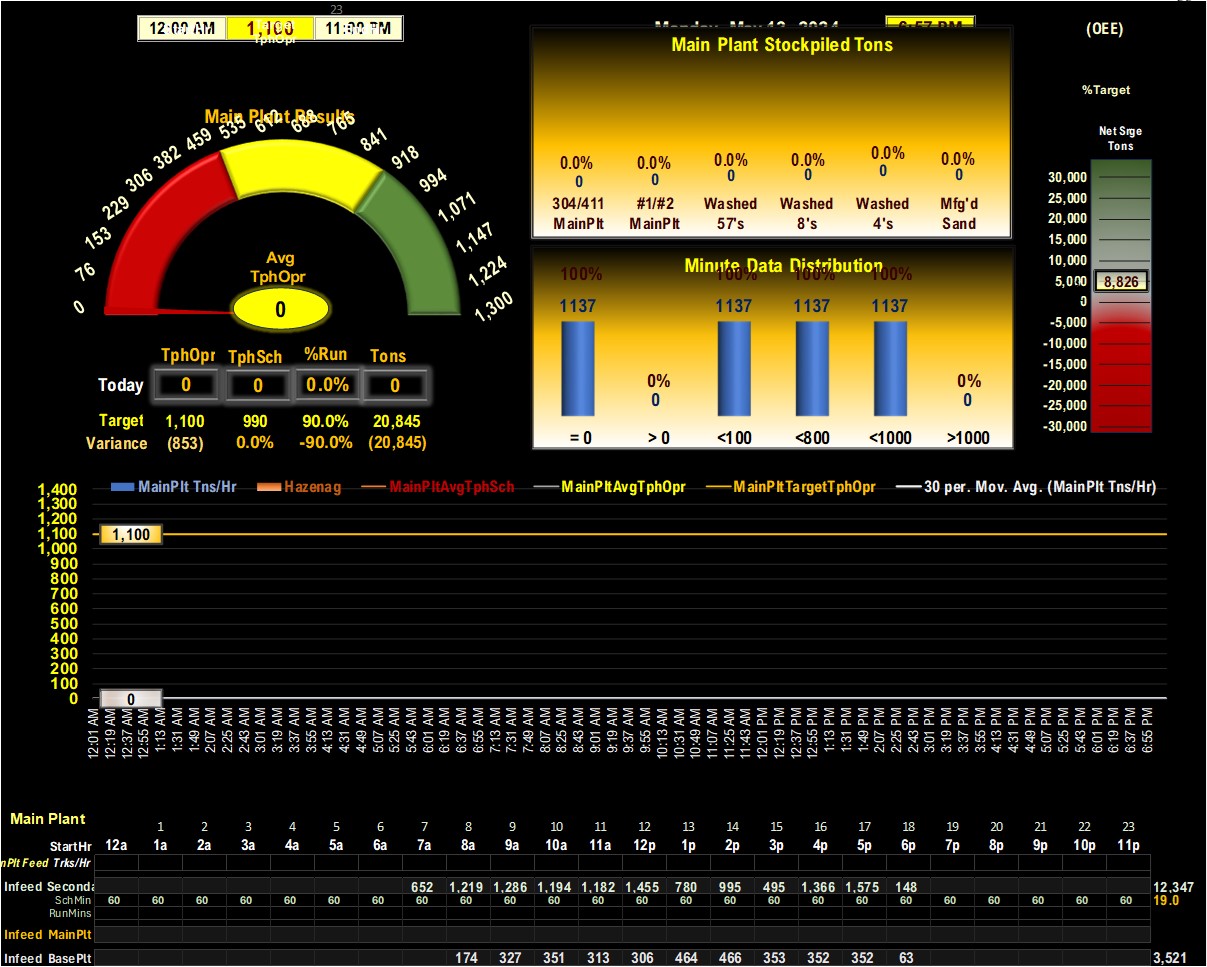 23
12:00 AM 1,100 11:00 PM
Target
TphOpr
Monday, May 13, 2024 6:57 PM
(OEE)
%Target
Net Srge
Tons
30,000
25,000
20,000
15,000
10,000
5,000
8,826
0
-5,000
-10,000
-15,000
-20,000
-25,000
-30,000
Main Plant Results
0
76
153
229
306
382
459
535
612
688
765
841
918
994
1,071
1,147
1,224
1,300
Avg
TphOpr
0
TphOpr TphSch %Run Tons
Today 0 0 0.0% 0
Target 1,100 990 90.0% 20,845
Variance (853) 0.0% -90.0% (20,845)
Main Plant Stockpiled Tons
0.0% 0.0% 0.0% 0.0% 0.0% 0.0%
0 0 0 0 0 0
304/411 #1/#2 Washed Washed Washed Mfg'd
MainPlt MainPlt 57's 8's 4's Sand
Minute Data Distribution
100% 100% 100% 100%
1137 1137 1137 1137
0% 0%
0 0
= 0 > 0 <100 <800 <1000 >1000
MainPlt Tns/Hr Hazenag MainPltAvgTphSch MainPltAvgTphOpr MainPltTargetTphOpr 30 per. Mov. Avg. (MainPlt Tns/Hr)
1,400
1,300
1,200
1,100 1,100
1,000
900
800
700
600
500
400
300
200
100
0 0
12:01 AM 12:19 AM 12:37 AM 12:55 AM 1:13 AM 1:31 AM 1:49 AM 2:07 AM 2:25 AM 2:43 AM 3:01 AM 3:19 AM 3:37 AM 3:55 AM 4:13 AM 4:31 AM 4:49 AM 5:07 AM 5:25 AM 5:43 AM 6:01 AM 6:19 AM 6:37 AM 6:55 AM 7:13 AM 7:31 AM 7:49 AM 8:07 AM 8:25 AM 8:43 AM 9:01 AM 9:19 AM 9:37 AM 9:55 AM 10:13 AM 10:31 AM 10:49 AM 11:07 AM 11:25 AM 11:43 AM 12:01 PM 12:19 PM 12:37 PM 12:55 PM 1:13 PM 1:31 PM 1:49 PM 2:07 PM 2:25 PM 2:43 PM 3:01 PM 3:19 PM 3:37 PM 3:55 PM 4:13 PM 4:31 PM 4:49 PM 5:07 PM 5:25 PM 5:43 PM 6:01 PM 6:19 PM 6:37 PM 6:55 PM
Main Plant
1 2 3 4 5 6 7 8 9 10 11 12 13 14 15 16 17 18 19 20 21 22 23
StartHr 12a 1a 2a 3a 4a 5a 6a 7a 8a 9a 10a 11a 12p 1p 2p 3p 4p 5p 6p 7p 8p 9p 10p 11p
nPlt Feed Trks/Hr
Infeed Seconda 652 1,219 1,286 1,194 1,182 1,455 780 995 495 1,366 1,575 148 12,347
SchMin 60 60 60 60 60 60 60 60 60 60 60 60 60 60 60 60 60 60 60 60 60 60 60 60 19.0
RunMins
Infeed MainPlt
Infeed BasePlt 174 327 351 313 306 464 466 353 352 352 63 3,521